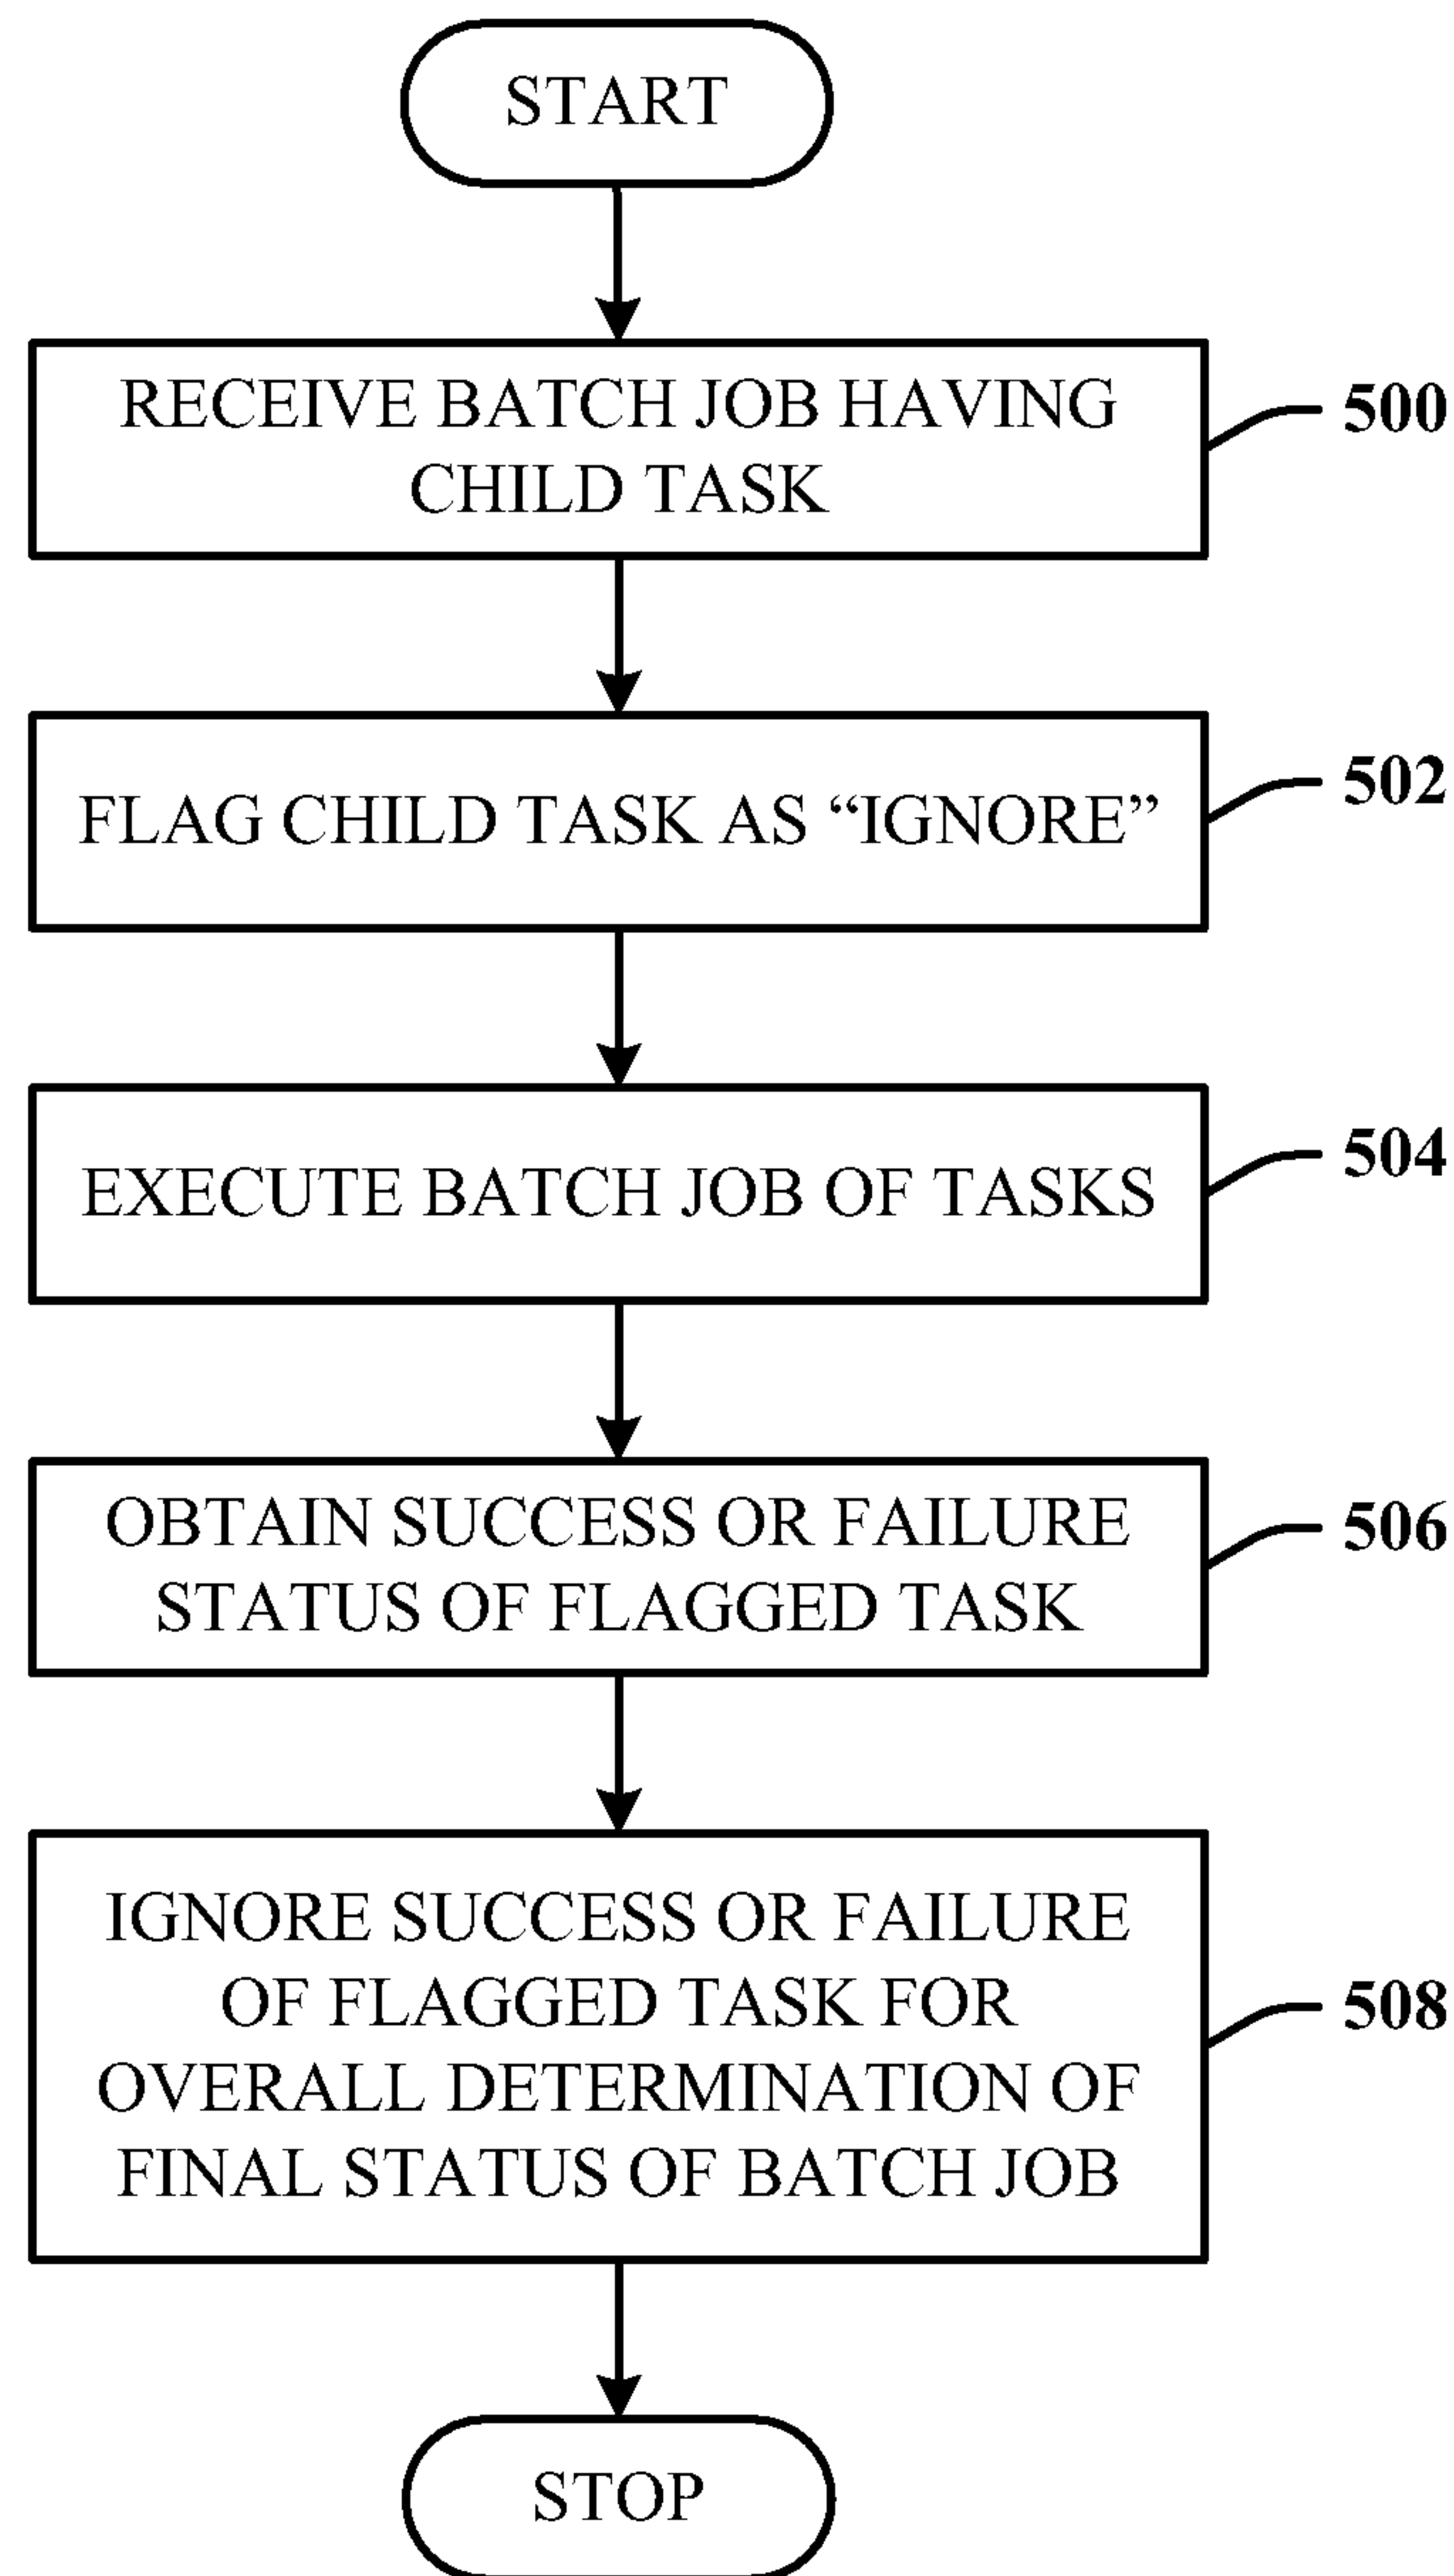 START
RECEIVE BATCH JOB HAVING
CHILD TASK
500
FLAG CHILD TASK AS “IGNORE”
502
EXECUTE BATCH JOB OF TASKS
504
OBTAIN SUCCESS OR FAILURE
STATUS OF FLAGGED TASK
506
IGNORE SUCCESS OR FAILURE
OF FLAGGED TASK FOR
OVERALL DETERMINATION OF
FINAL STATUS OF BATCH JOB
508
STOP